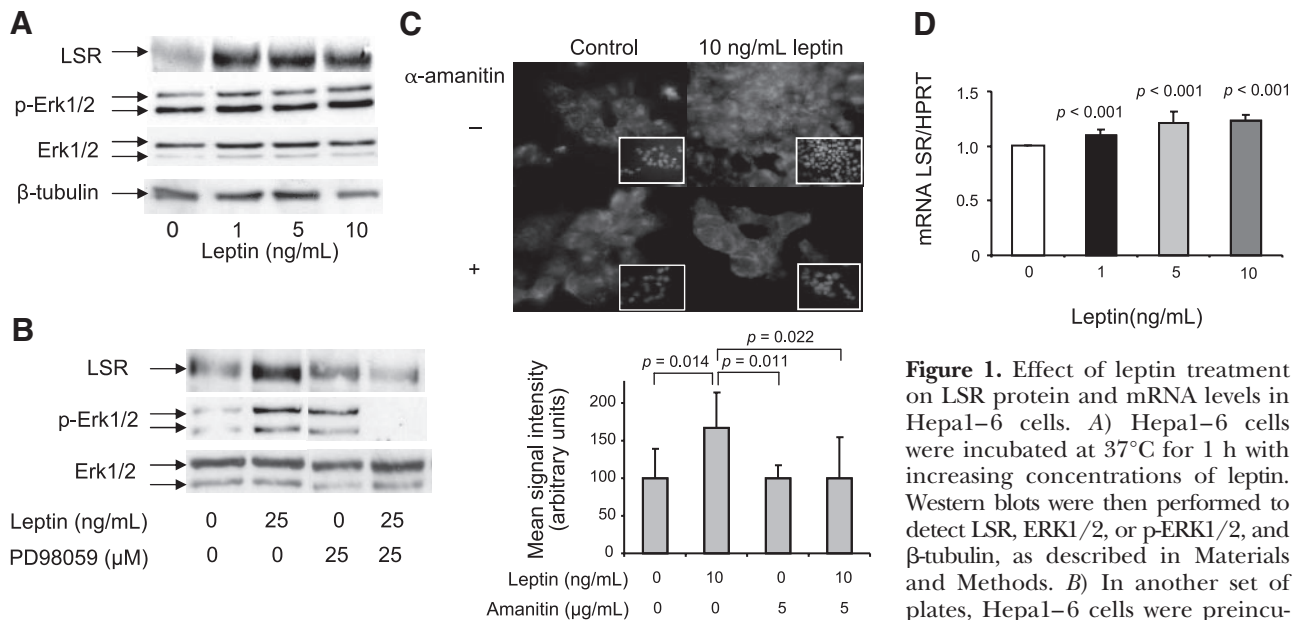 A
LSR
p-Erk1/2
Erk1/2
β-tubulin
0 1 5 10
Leptin (ng/mL)
B
LSR
p-Erk1/2
Erk1/2
Leptin (ng/mL) 0 25 0 25
PD98059 (μM) 0 0 25 25
C
Control 10 ng/mL leptin
α-amanitin
–
+
p = 0.022
p = 0.014 p = 0.011
Mean signal intensity
(arbitrary units)
200
150
100
50
0
Leptin (ng/mL) 0 10 0 10
Amanitin (μg/mL) 0 0 5 5
D
mRNA LSR/HPRT
1.5
1.0
0.5
0
p < 0.001 p < 0.001 p < 0.001
0 1 5 10
Leptin(ng/mL)
Figure 1. Effect of leptin treatment
on LSR protein and mRNA levels in
Hepa1–6 cells. A) Hepa1–6 cells
were incubated at 37°C for 1 h with
increasing concentrations of leptin.
Western blots were then performed to
detect LSR, ERK1/2, or p-ERK1/2, and
β-tubulin, as described in Materials
and Methods. B) In another set of
plates, Hepa1–6 cells were preincu-